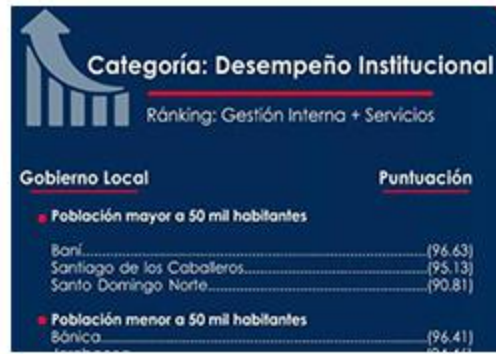 Categoría: Desempeño Institucional
Ránking: Gestión Interna + Servicios
Gobierno Local Puntuación
Población mayor a 50 mil habitantes
Baní (96.63)
Santiago de los Caballeros (95.13)
Santo Domingo Norte (90.81)
Población menor a 50 mil habitantes
Bánica (96.41)